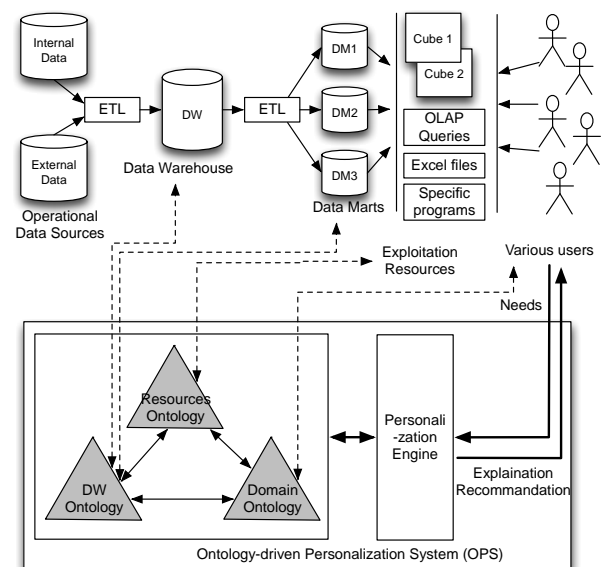 Internal
Data
External
Data
Operational
Data Sources
ETL
DW
Data Warehouse
ETL
DM1
DM2
DM3
Data Marts
Cube 1
Cube 2
OLAP
Queries
Excel files
Specific
programs
Exploitation
Resources
Various users
Needs
Resources
Ontology
DW
Ontology
Domain
Ontology
Personali
-zation
Engine
Explaination
Recommandation
Ontology-driven Personalization System (OPS)